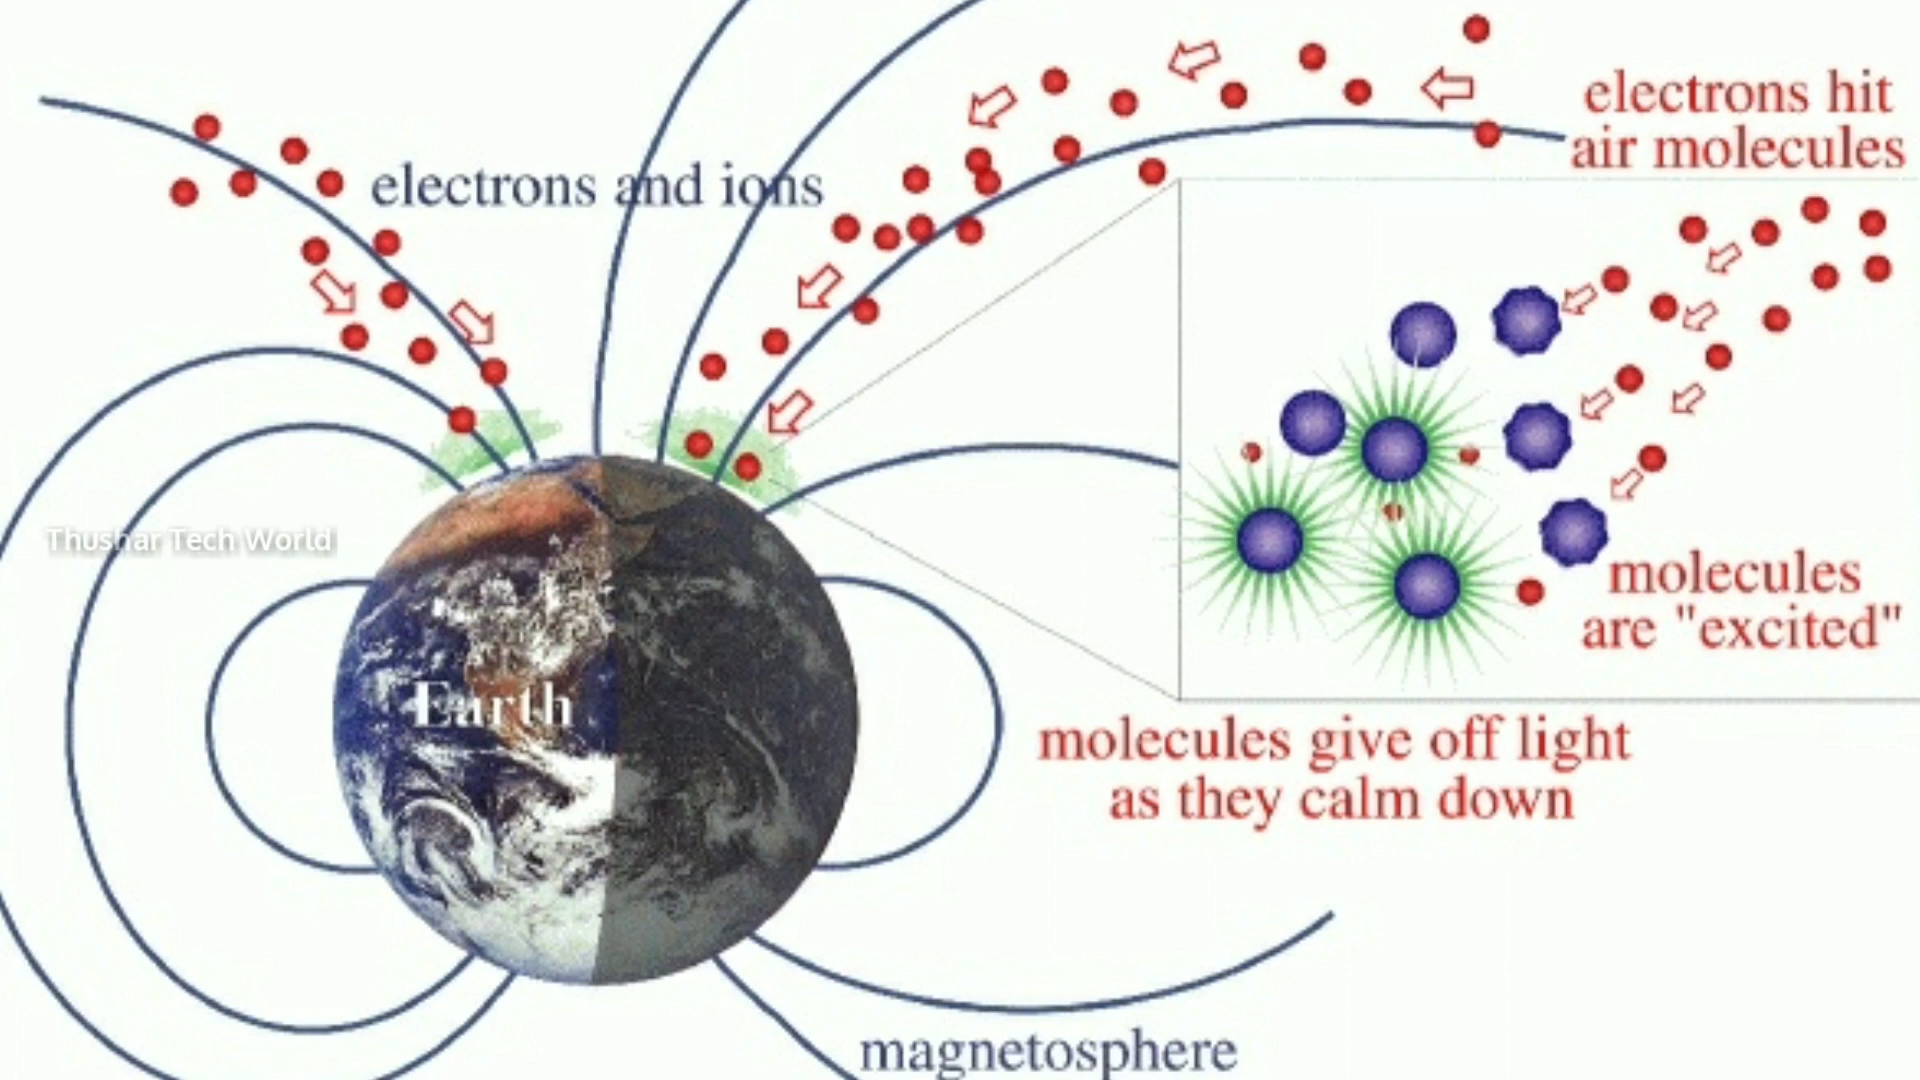 electrons hit
air molecules
electrons and ions
Thushar Tech World
molecules
are "excited"
Earth
molecules give off light
as they calm down
magnetosphere